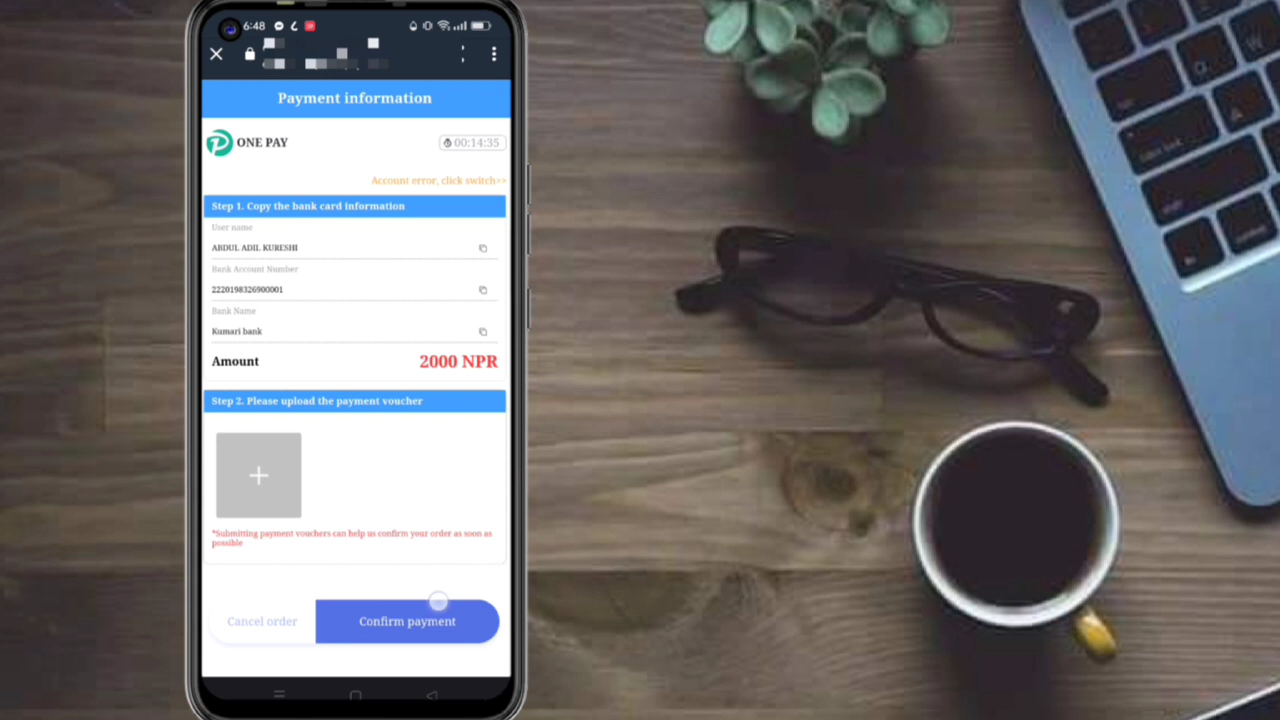 6:48
Payment information
ONE PAY
00:14:35
Account error, click switch>>
Step 1. Copy the bank card information
User name
ABDUL ADIL KURESHI
Bank Account Number
2220198326900001
Bank Name
Kumari bank
Amount
2000 NPR
Step 2. Please upload the payment voucher
+
*Submitting payment vouchers can help us confirm your order as soon as
possible
Cancel order
Confirm payment